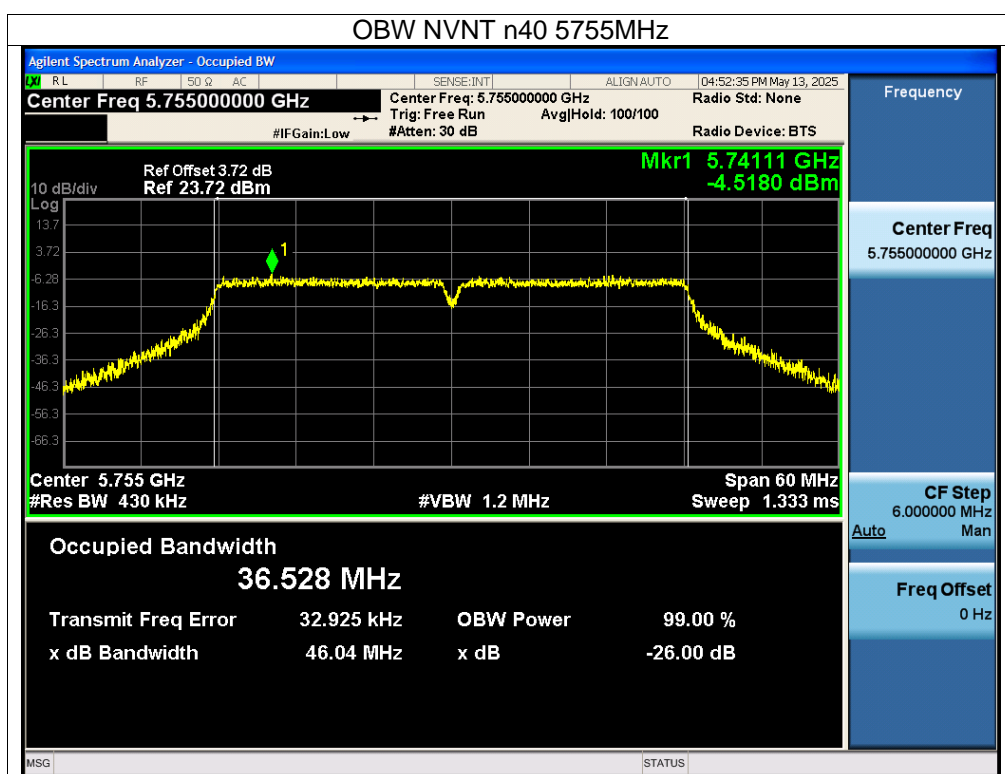 OBW NVNT n40 5755MHz
Agilent Spectrum Analyzer - Occupied BW
LXI RL RF 50 Ω AC SENSE:INT ALIGN AUTO 04:52:35 PM May 13, 2025
Center Freq 5.755000000 GHz
Center Freq: 5.755000000 GHz
Radio Std: None
Trig: Free Run Avg|Hold: 100/100
#IFGain:Low
#Atten: 30 dB
Radio Device: BTS
Frequency
Mkr1 5.74111 GHz
-4.5180 dBm
Ref Offset 3.72 dB
10 dB/div Ref 23.72 dBm
Log
13.7
3.72
-6.28
-16.3
-26.3
-36.3
-46.3
-56.3
-66.3
1
Center 5.755 GHz Span 60 MHz
#Res BW 430 kHz #VBW 1.2 MHz Sweep 1.333 ms
Center Freq
5.755000000 GHz
CF Step
6.000000 MHz
Auto Man
Freq Offset
0 Hz
Occupied Bandwidth
36.528 MHz
Transmit Freq Error 32.925 kHz OBW Power 99.00 %
x dB Bandwidth 46.04 MHz x dB -26.00 dB
MSG STATUS